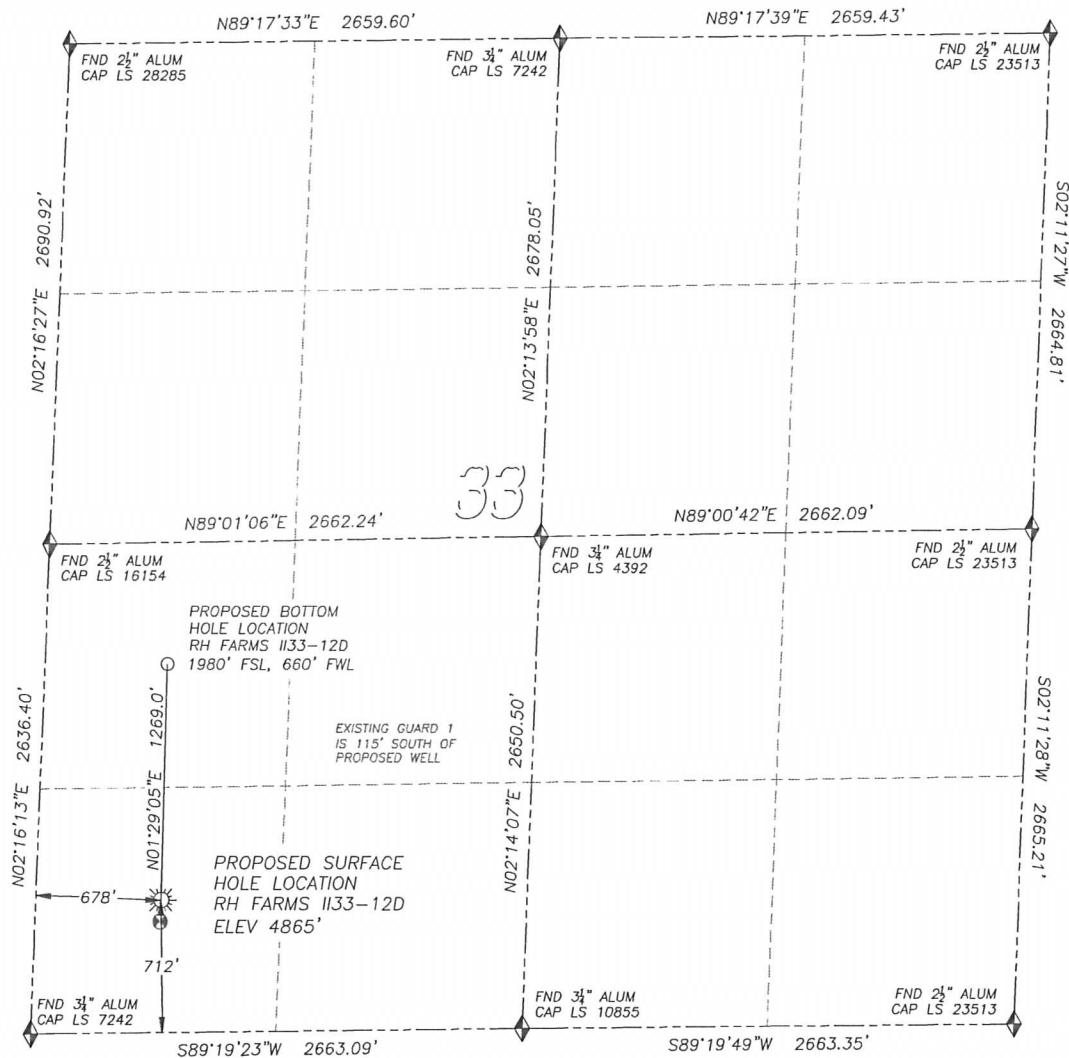 N89°17'33"E 2659.60'
N89°17'39"E 2659.43'
FND 2½" ALUM
CAP LS 28285
FND 3¼" ALUM
CAP LS 7242
FND 2½" ALUM
CAP LS 23513
N02°16'27"E 2690.92'
N02°13'58"E 2678.05'
S02°11'27"W 2664.81'
33
N89°01'06"E 2662.24'
N89°00'42"E 2662.09'
FND 2½" ALUM
CAP LS 16154
FND 3¼" ALUM
CAP LS 4392
FND 2½" ALUM
CAP LS 23513
PROPOSED BOTTOM
HOLE LOCATION
RH FARMS II33-12D
1980' FSL, 660' FWL
N02°16'13"E 2636.40'
N01°29'05"E 1269.0'
EXISTING GUARD 1
IS 115' SOUTH OF
PROPOSED WELL
N02°14'07"E 2650.50'
S02°11'28"W 2665.21'
PROPOSED SURFACE
HOLE LOCATION
RH FARMS II33-12D
ELEV 4865'
678'
712'
FND 3¼" ALUM
CAP LS 7242
FND 3¼" ALUM
CAP LS 10855
FND 2½" ALUM
CAP LS 23513
S89°19'23"W 2663.09'
S89°19'49"W 2663.35'